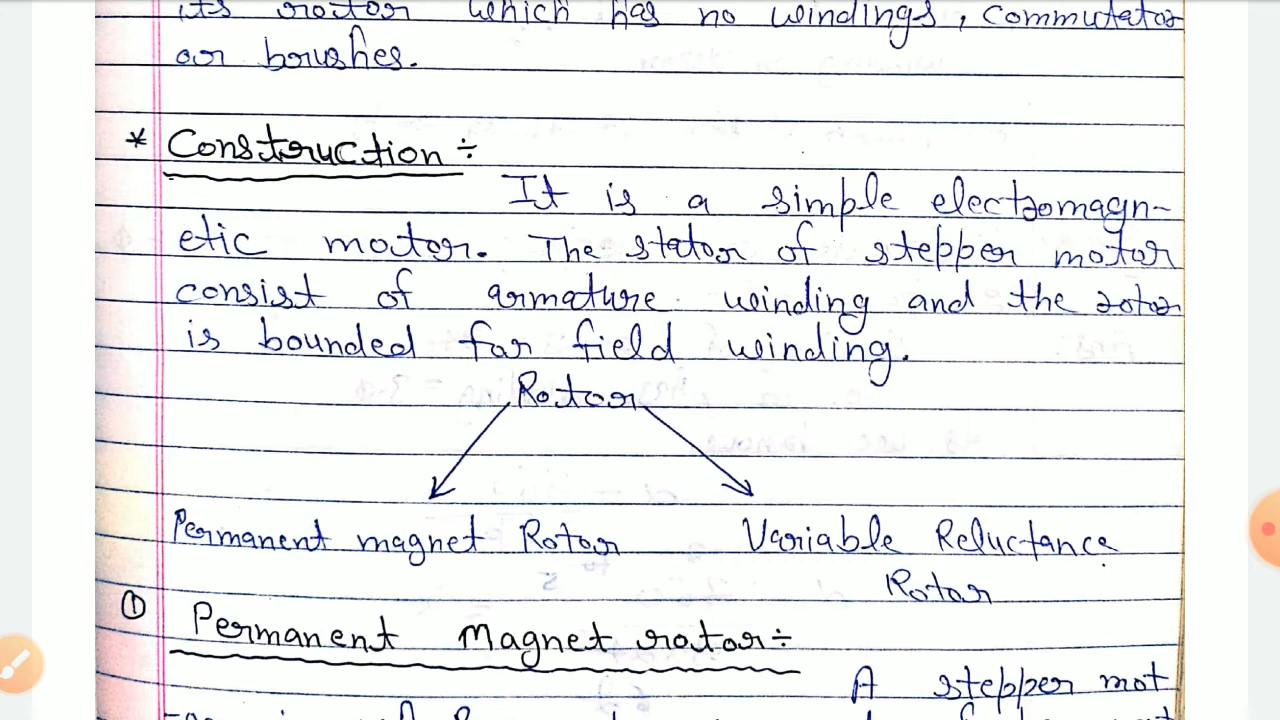 its rotor which has no windings, commutator
or brushes.
* Construction ÷
It is a simple electromagn-
etic motor. The stator of stepper motor
consist of armature winding and the rotor
is bounded for field winding.
Rotor
Permanent magnet Rotor Variable Reluctance
Rotor
① Permanent Magnet rotor ÷
A stepper mot